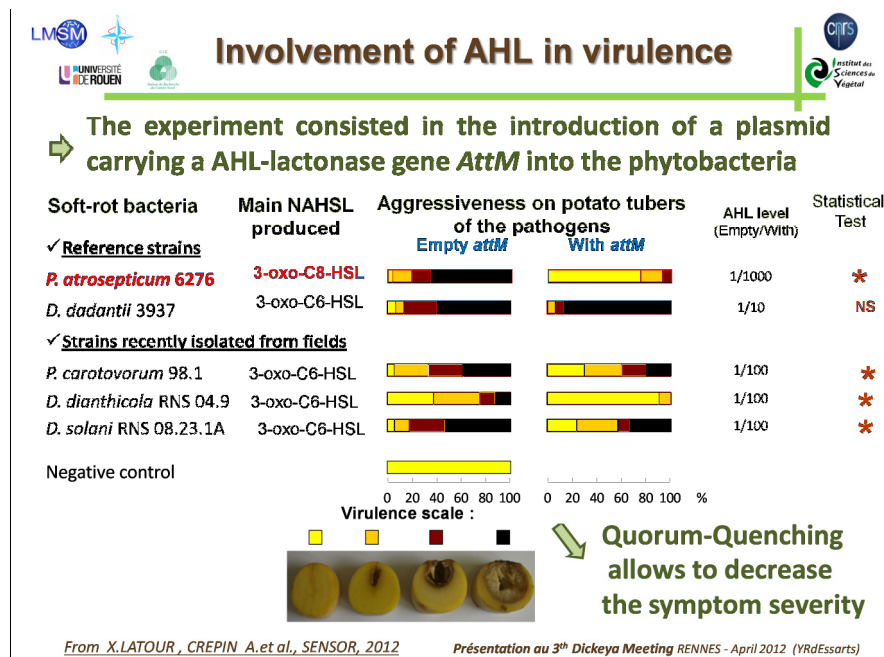 LMSM
UNIVERSITÉ
DE ROUEN
cnrs
Institut des
Sciences du
Végétal
Involvement of AHL in virulence
The experiment consisted in the introduction of a plasmid
carrying a AHL-lactonase gene AttM into the phytobacteria
Soft-rot bacteria
Main NAHSL
produced
Aggressiveness on potato tubers
of the pathogens
AHL level
(Empty/With)
Statistical
Test
✓Reference strains
Empty attM
With attM
P. atrosepticum 6276 3-oxo-C8-HSL 1/1000 *
D. dadantii 3937 3-oxo-C6-HSL 1/10 NS
✓Strains recently isolated from fields
P. carotovorum 98.1 3-oxo-C6-HSL 1/100 *
D. dianthicola RNS 04.9 3-oxo-C6-HSL 1/100 *
D. solani RNS 08.23.1A 3-oxo-C6-HSL 1/100 *
Negative control
0 20 40 60 80 100 0 20 40 60 80 100 %
Virulence scale :
Quorum-Quenching
allows to decrease
the symptom severity
From X.LATOUR , CREPIN A.et al., SENSOR, 2012
Présentation au 3th Dickeya Meeting RENNES - April 2012 (YRdEssarts)